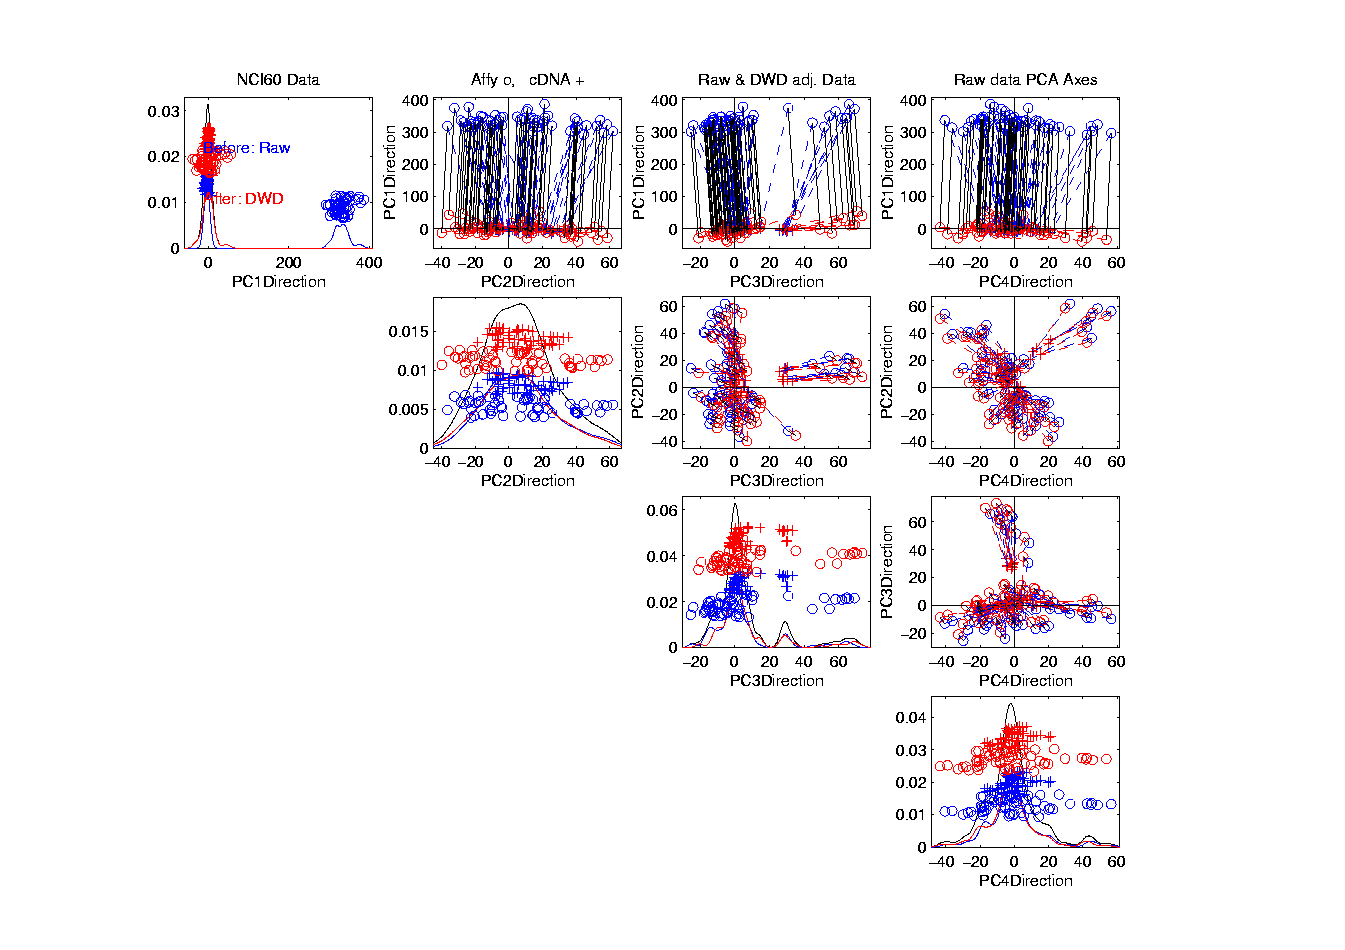 NCI60 Data
Affy o, cDNA +
Raw & DWD adj. Data
Raw data PCA Axes
0.03
0.02
0.01
0
Before: Raw
After: DWD
0 200 400
PC1Direction
400
300
200
100
0
PC1Direction
−40 −20 0 20 40 60
PC2Direction
400
300
200
100
0
PC1Direction
−20 0 20 40 60
PC3Direction
400
300
200
100
0
PC1Direction
−40 −20 0 20 40 60
PC4Direction
0.015
0.01
0.005
0
−40 −20 0 20 40 60
PC2Direction
60
40
20
0
−20
−40
PC2Direction
−20 0 20 40 60
PC3Direction
60
40
20
0
−20
−40
PC2Direction
−40 −20 0 20 40 60
PC4Direction
0.06
0.04
0.02
0
−20 0 20 40 60
PC3Direction
60
40
20
0
−20
PC3Direction
−40 −20 0 20 40 60
PC4Direction
0.04
0.03
0.02
0.01
0
−40 −20 0 20 40 60
PC4Direction